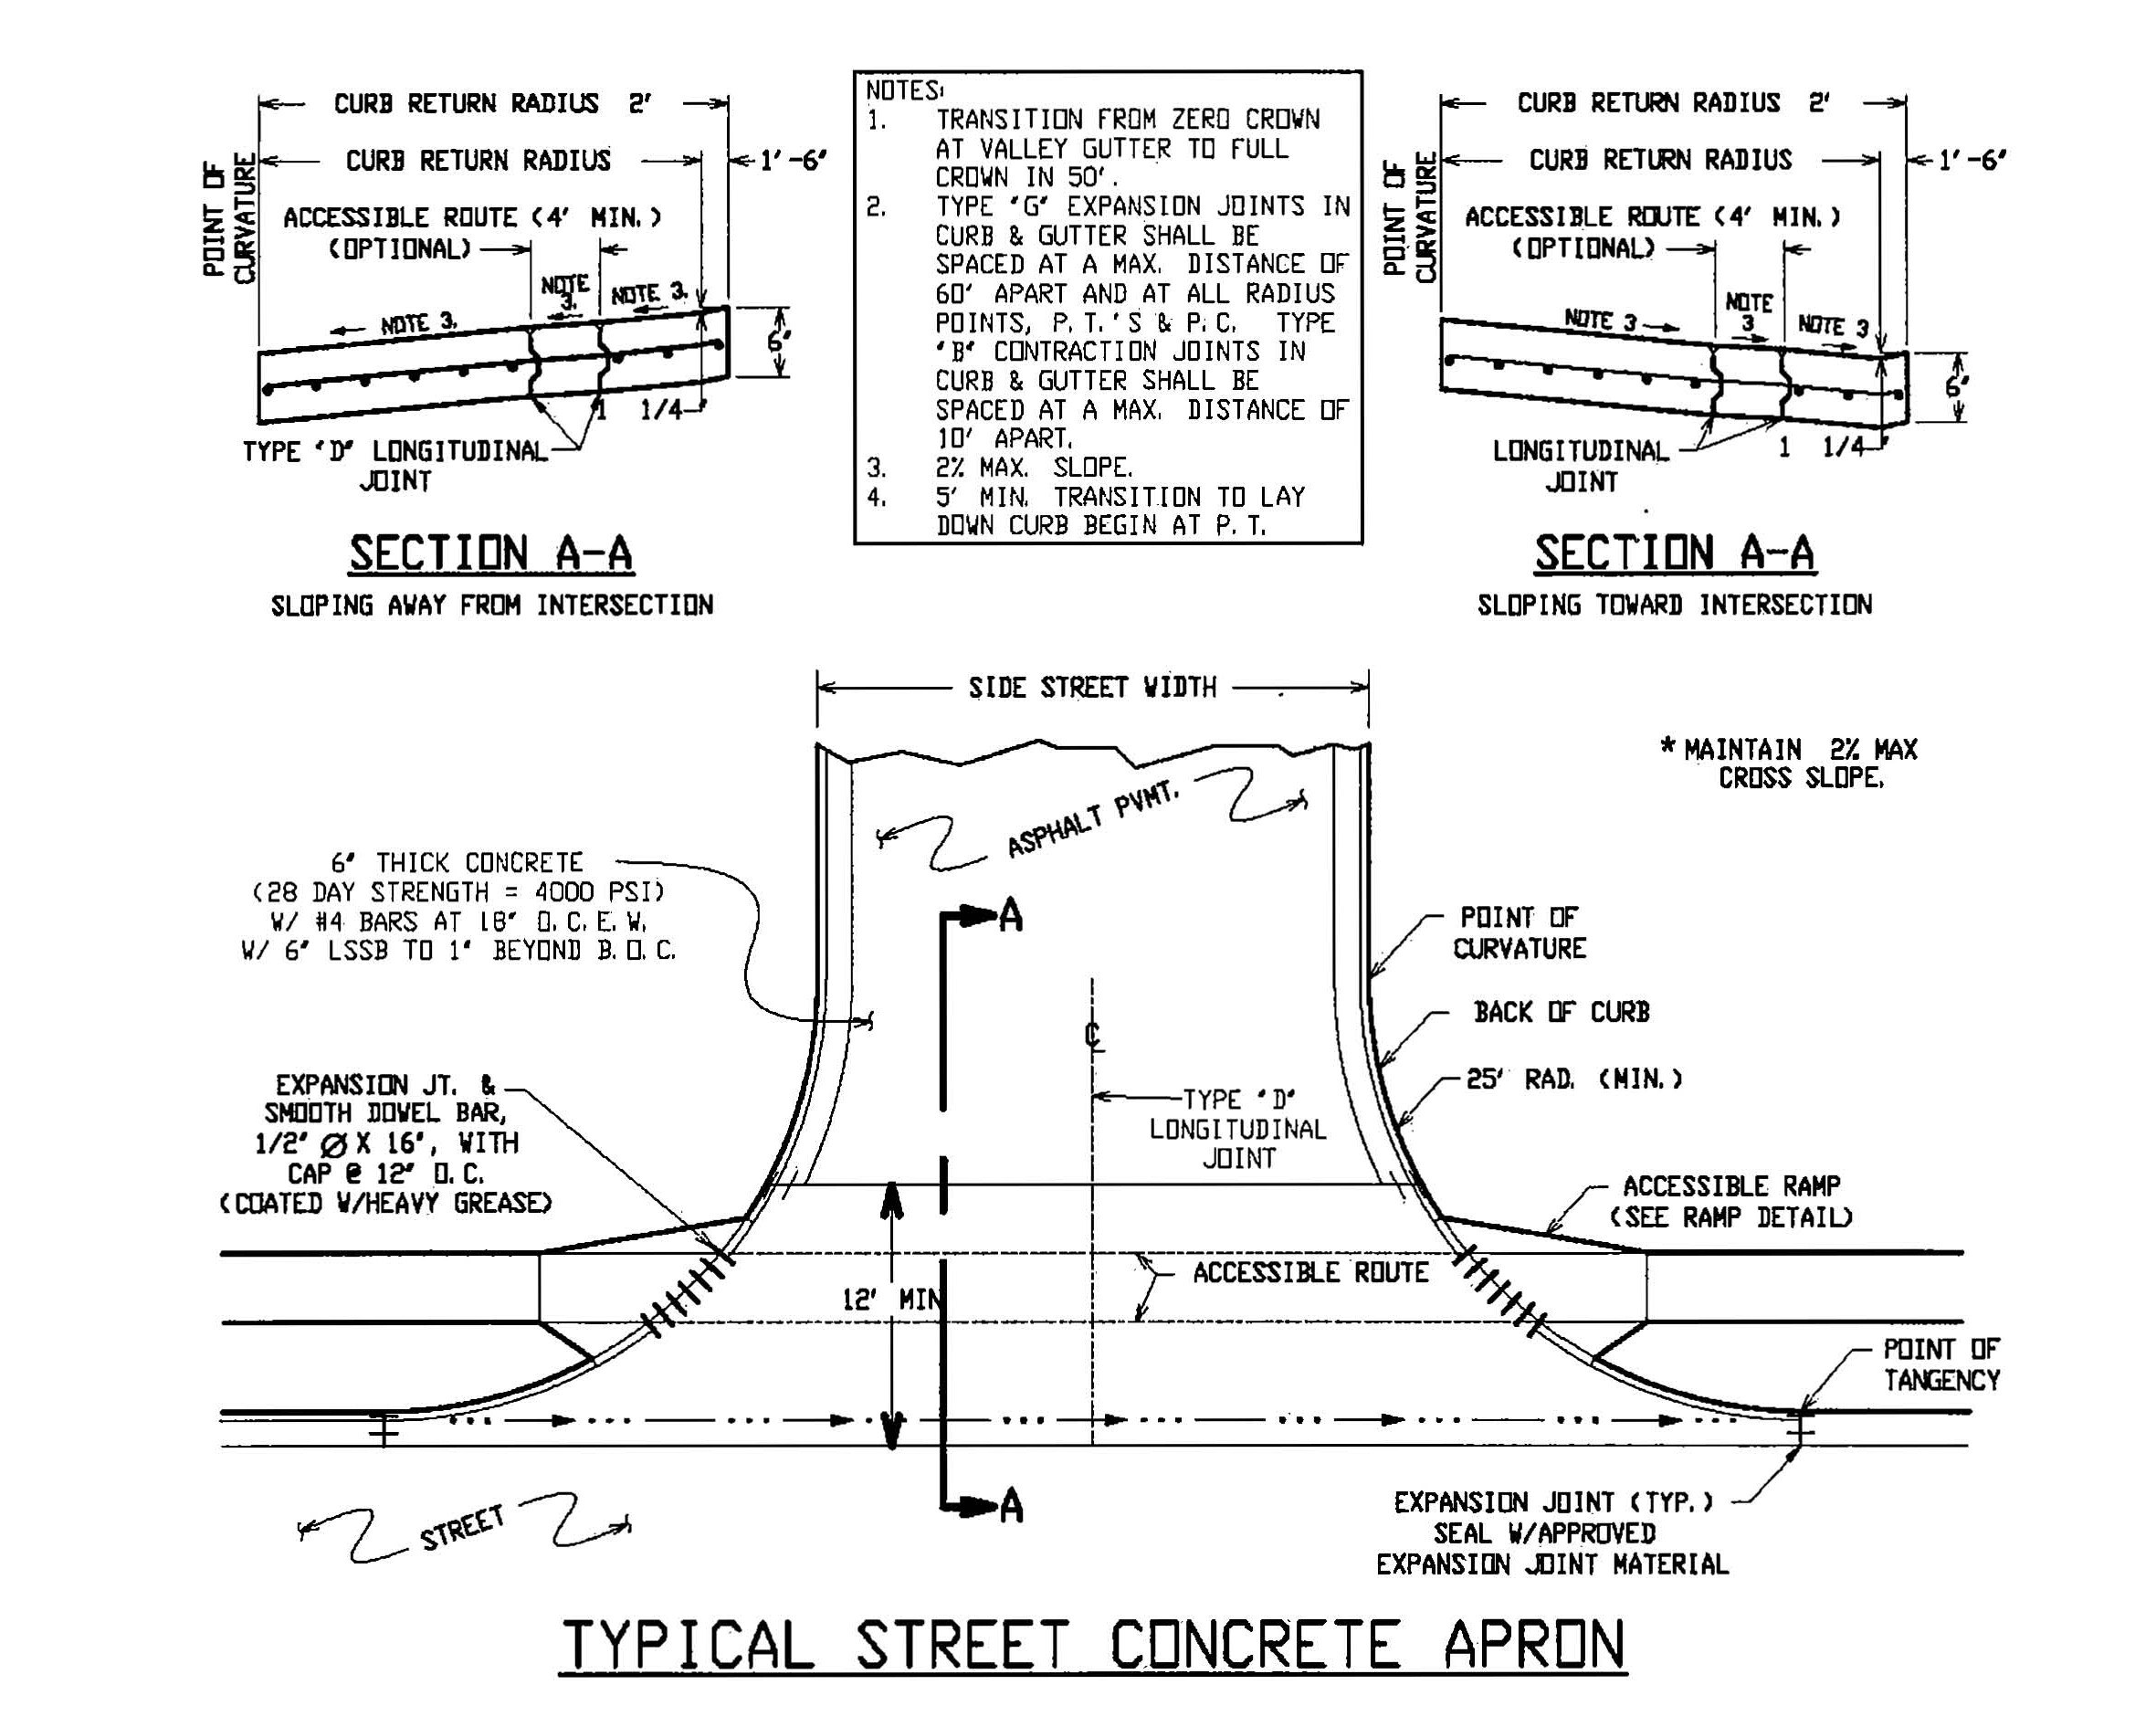 CURB RETURN RADIUS 2'
CURB RETURN RADIUS
1'-6"
POINT OF
CURVATURE
ACCESSIBLE ROUTE (4' MIN.)
(OPTIONAL)
NOTE 3.
NOTE
3.
NOTE 3.
6"
1 1/4"
TYPE "D" LONGITUDINAL
JOINT
SECTION A-A
SLOPING AWAY FROM INTERSECTION
NOTES:
1. TRANSITION FROM ZERO CROWN
AT VALLEY GUTTER TO FULL
CROWN IN 50'.
2. TYPE "G" EXPANSION JOINTS IN
CURB & GUTTER SHALL BE
SPACED AT A MAX. DISTANCE OF
60' APART AND AT ALL RADIUS
POINTS, P.T.'S & P.C. TYPE
"B" CONTRACTION JOINTS IN
CURB & GUTTER SHALL BE
SPACED AT A MAX. DISTANCE OF
10' APART.
3. 2% MAX. SLOPE.
4. 5' MIN. TRANSITION TO LAY
DOWN CURB BEGIN AT P.T.
CURB RETURN RADIUS 2'
CURB RETURN RADIUS
1'-6"
POINT OF
CURVATURE
ACCESSIBLE ROUTE (4' MIN.)
(OPTIONAL)
NOTE 3
NOTE
3
NOTE 3
6"
1 1/4"
LONGITUDINAL
JOINT
SECTION A-A
SLOPING TOWARD INTERSECTION
SIDE STREET WIDTH
* MAINTAIN 2% MAX
CROSS SLOPE.
ASPHALT PVMT.
6" THICK CONCRETE
(28 DAY STRENGTH = 4000 PSI)
W/ #4 BARS AT 18" O.C.E.W.
W/ 6" LSSB TO 1" BEYOND B.O.C.
A
POINT OF
CURVATURE
BACK OF CURB
25' RAD. (MIN.)
CL
TYPE "D"
LONGITUDINAL
JOINT
EXPANSION JT. &
SMOOTH DOWEL BAR,
1/2" Ø X 16", WITH
CAP @ 12" O.C.
(COATED W/HEAVY GREASE)
ACCESSIBLE RAMP
(SEE RAMP DETAIL)
ACCESSIBLE ROUTE
12' MIN
POINT OF
TANGENCY
A
STREET
EXPANSION JOINT (TYP.)
SEAL W/APPROVED
EXPANSION JOINT MATERIAL
TYPICAL STREET CONCRETE APRON